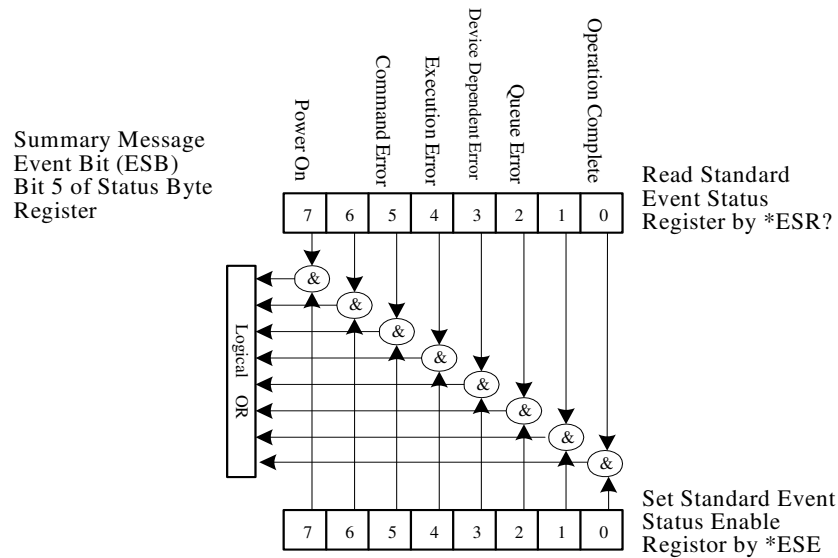 Power On
Command Error
Execution Error
Device Dependent Error
Queue Error
Operation Complete
Summary Message
Event Bit (ESB)
Bit 5 of Status Byte
Register
7 6 5 4 3 2 1 0
Read Standard
Event Status
Register by *ESR?
&
&
&
&
&
&
&
&
Logical OR
7 6 5 4 3 2 1 0
Set Standard Event
Status Enable
Registor by *ESE